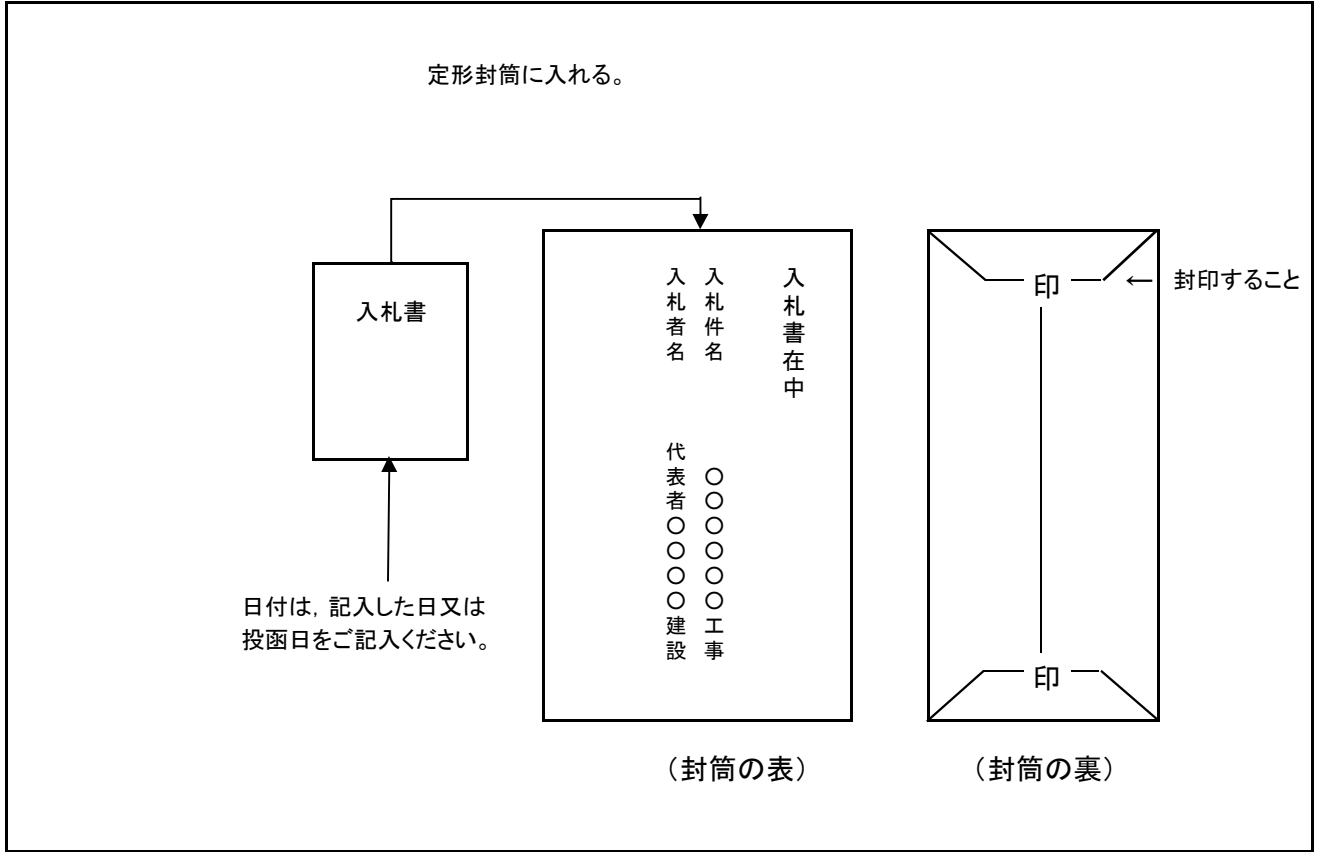 定形封筒に入れる。
入札書
日付は，記入した日又は
投函日をご記入ください。
入札書在中
入札件名　　　　○○○○○○工事
入札者名　　　代表者○○○○建設
（封筒の表）
印
← 封印すること
印
（封筒の裏）